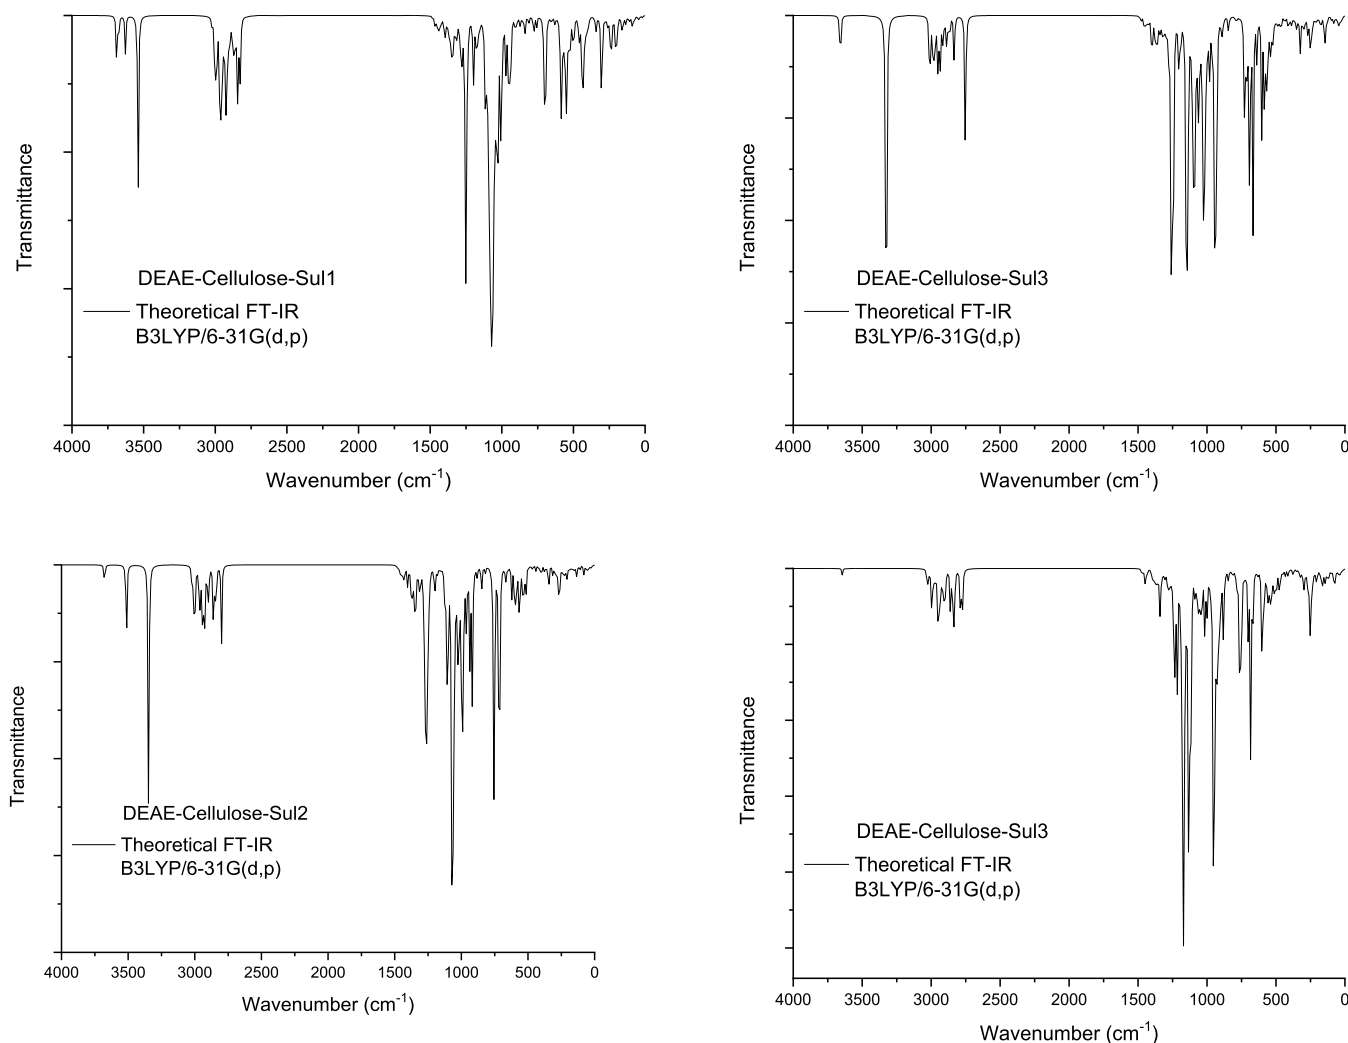 Transmittance
DEAE-Cellulose-Sul1
Theoretical FT-IR
B3LYP/6-31G(d,p)
4000 3500 3000 2500 2000 1500 1000 500 0
Wavenumber (cm-1)
Transmittance
DEAE-Cellulose-Sul3
Theoretical FT-IR
B3LYP/6-31G(d,p)
4000 3500 3000 2500 2000 1500 1000 500 0
Wavenumber (cm-1)
Transmittance
DEAE-Cellulose-Sul2
Theoretical FT-IR
B3LYP/6-31G(d,p)
4000 3500 3000 2500 2000 1500 1000 500 0
Wavenumber (cm-1)
Transmittance
DEAE-Cellulose-Sul3
Theoretical FT-IR
B3LYP/6-31G(d,p)
4000 3500 3000 2500 2000 1500 1000 500 0
Wavenumber (cm-1)